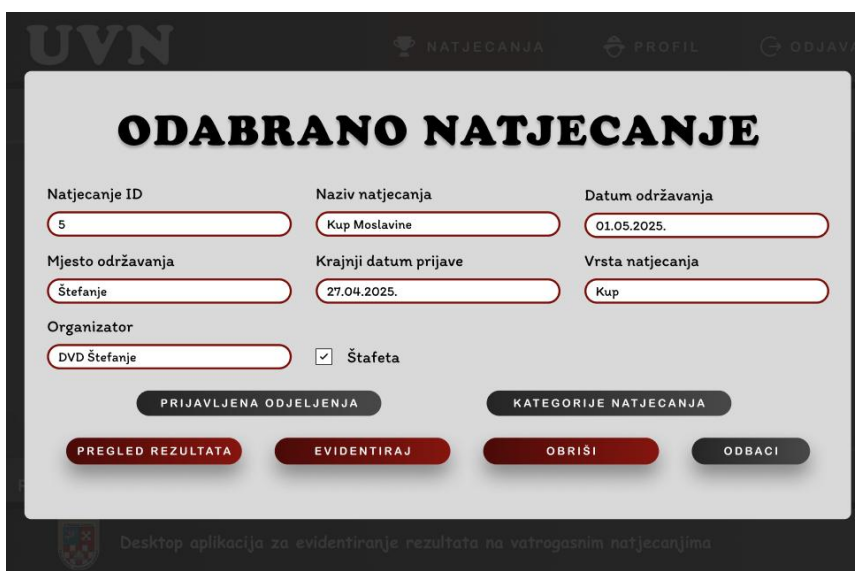 UVN
NATJECANJA
PROFIL
ODJAVA
ODABRANO NATJECANJE
Natjecanje ID
Naziv natjecanja
Datum održavanja
5
Kup Moslavine
01.05.2025.
Mjesto održavanja
Krajnji datum prijave
Vrsta natjecanja
Štefanje
27.04.2025.
Kup
Organizator
DVD Štefanje
Štafeta
PRIJAVLJENA ODJELJENJA
KATEGORIJE NATJECANJA
PREGLED REZULTATA
EVIDENTIRAJ
OBRIŠI
ODBACI
Desktop aplikacija za evidentiranje rezultata na vatrogasnim natjecanjima